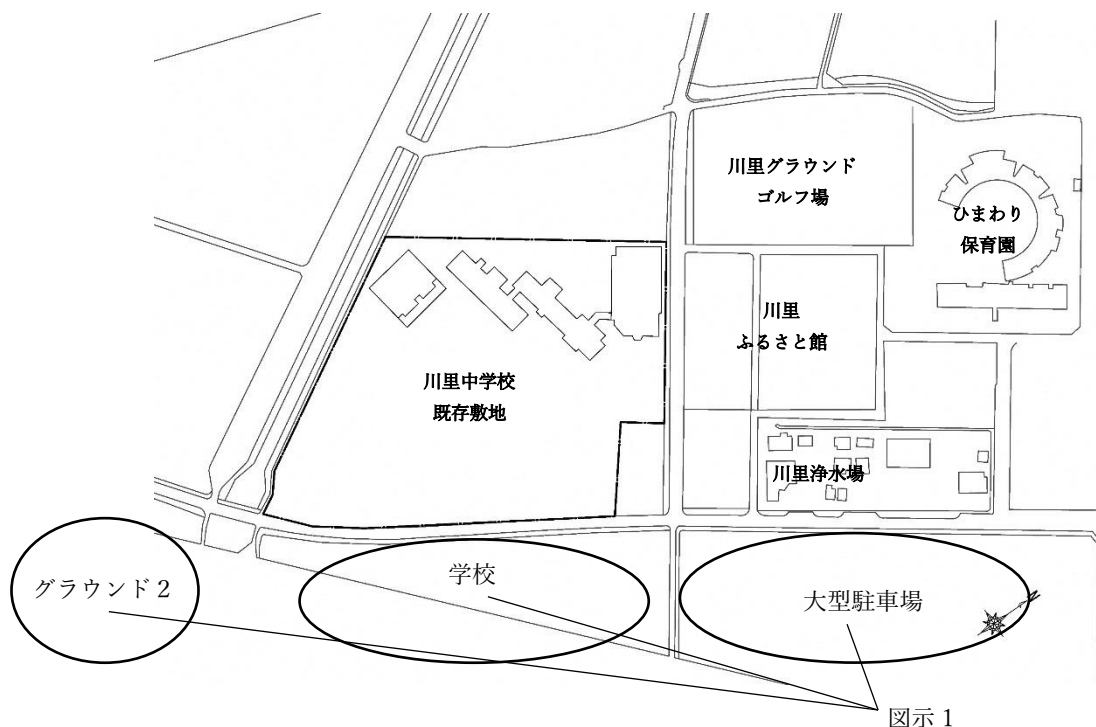 川里グラウンド
ゴルフ場
ひまわり
保育園
川里
ふるさと館
川里中学校
既存敷地
川里浄水場
グラウンド２
学校
大型駐車場
N
図示１